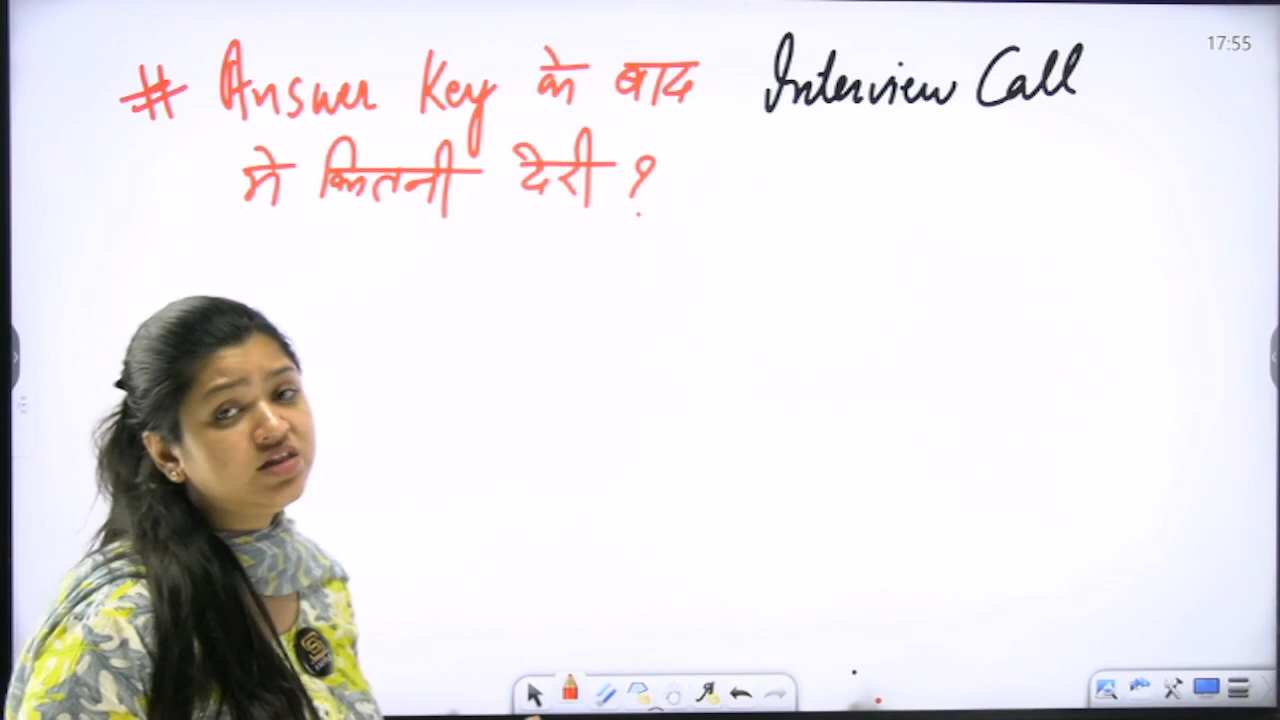 # Answer Key के बाद Interview Call
मे कितनी देरी ?
17:55